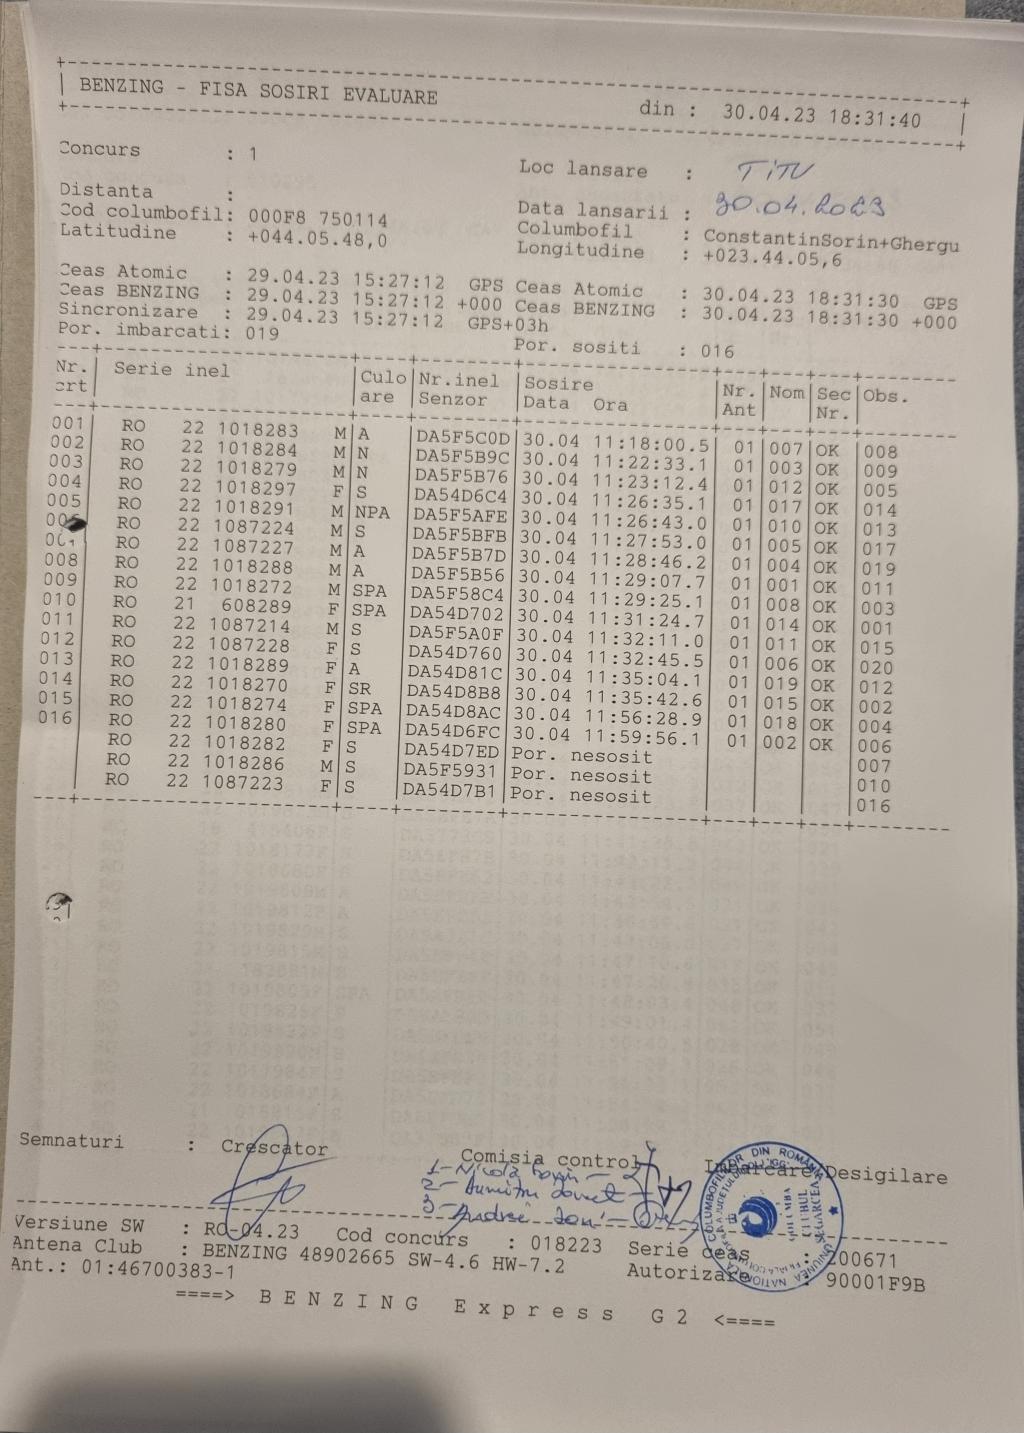 BENZING - FISA SOSIRI EVALUARE din : 30.04.23 18:31:40
Concurs : 1 Loc lansare : TITU
Distanta : Data lansarii : 30.04.2023
Cod columbofil: 000F8 750114 Columbofil : ConstantinSorin+Ghergu
Latitudine : +044.05.48,0 Longitudine : +023.44.05,6
Ceas Atomic : 29.04.23 15:27:12 GPS Ceas Atomic : 30.04.23 18:31:30 GPS
Ceas BENZING : 29.04.23 15:27:12 +000 Ceas BENZING : 30.04.23 18:31:30 +000
Sincronizare : 29.04.23 15:27:12 GPS+03h
Por. imbarcati: 019 Por. sositi : 016
Nr. | Serie inel | Culo | Nr.inel | Sosire | Nr. | Nom | Sec | Obs.
crt | | are | Senzor | Data Ora | Ant | | Nr. |
001 | RO 22 1018283 M | A | DA5F5C0D | 30.04 11:18:00.5 | 01 | 007 | OK | 008
002 | RO 22 1018284 M | N | DA5F5B9C | 30.04 11:22:33.1 | 01 | 003 | OK | 009
003 | RO 22 1018279 M | N | DA5F5B76 | 30.04 11:23:12.4 | 01 | 012 | OK | 005
004 | RO 22 1018297 F | S | DA54D6C4 | 30.04 11:26:35.1 | 01 | 017 | OK | 014
005 | RO 22 1018291 M | NPA | DA5F5AFE | 30.04 11:26:43.0 | 01 | 010 | OK | 013
RO 22 1087224 M | S | DA5F5BFB | 30.04 11:27:53.0 | 01 | 005 | OK | 017
RO 22 1087227 M | A | DA5F5B7D | 30.04 11:28:46.2 | 01 | 004 | OK | 019
008 | RO 22 1018288 M | A | DA5F5B56 | 30.04 11:29:07.7 | 01 | 001 | OK | 011
009 | RO 22 1018272 M | SPA | DA5F58C4 | 30.04 11:29:25.1 | 01 | 008 | OK | 003
010 | RO 21 608289 F | SPA | DA54D702 | 30.04 11:31:24.7 | 01 | 014 | OK | 001
011 | RO 22 1087214 M | S | DA5F5A0F | 30.04 11:32:11.0 | 01 | 011 | OK | 015
012 | RO 22 1087228 F | S | DA54D760 | 30.04 11:32:45.5 | 01 | 006 | OK | 020
013 | RO 22 1018289 F | A | DA54D81C | 30.04 11:35:04.1 | 01 | 019 | OK | 012
014 | RO 22 1018270 F | SR | DA54D8B8 | 30.04 11:35:42.6 | 01 | 015 | OK | 002
015 | RO 22 1018274 F | SPA | DA54D8AC | 30.04 11:56:28.9 | 01 | 018 | OK | 004
016 | RO 22 1018280 F | SPA | DA54D6FC | 30.04 11:59:56.1 | 01 | 002 | OK | 006
RO 22 1018282 F | S | DA54D7ED | Por. nesosit | 007
RO 22 1018286 M | S | DA5F5931 | Por. nesosit | 010
RO 22 1087223 F | S | DA54D7B1 | Por. nesosit | 016
Semnaturi : Crescator Comisia control Imbarcare Desigilare
Versiune SW : RO-04.23 Cod concurs : 018223 Serie ceas : 200671
Antena Club : BENZING 48902665 SW-4.6 HW-7.2 Autorizare : 90001F9B
Ant.: 01:46700383-1
====> B E N Z I N G E x p r e s s G 2 <====